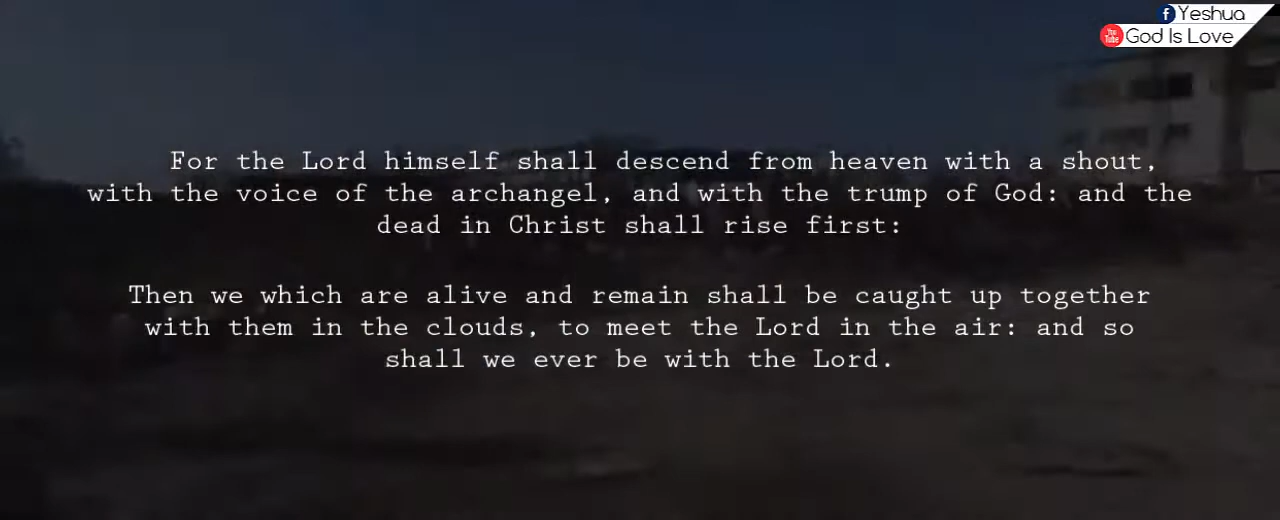 Yeshua
God Is Love
For the Lord himself shall descend from heaven with a shout,
with the voice of the archangel, and with the trump of God: and the
dead in Christ shall rise first:
Then we which are alive and remain shall be caught up together
with them in the clouds, to meet the Lord in the air: and so
shall we ever be with the Lord.